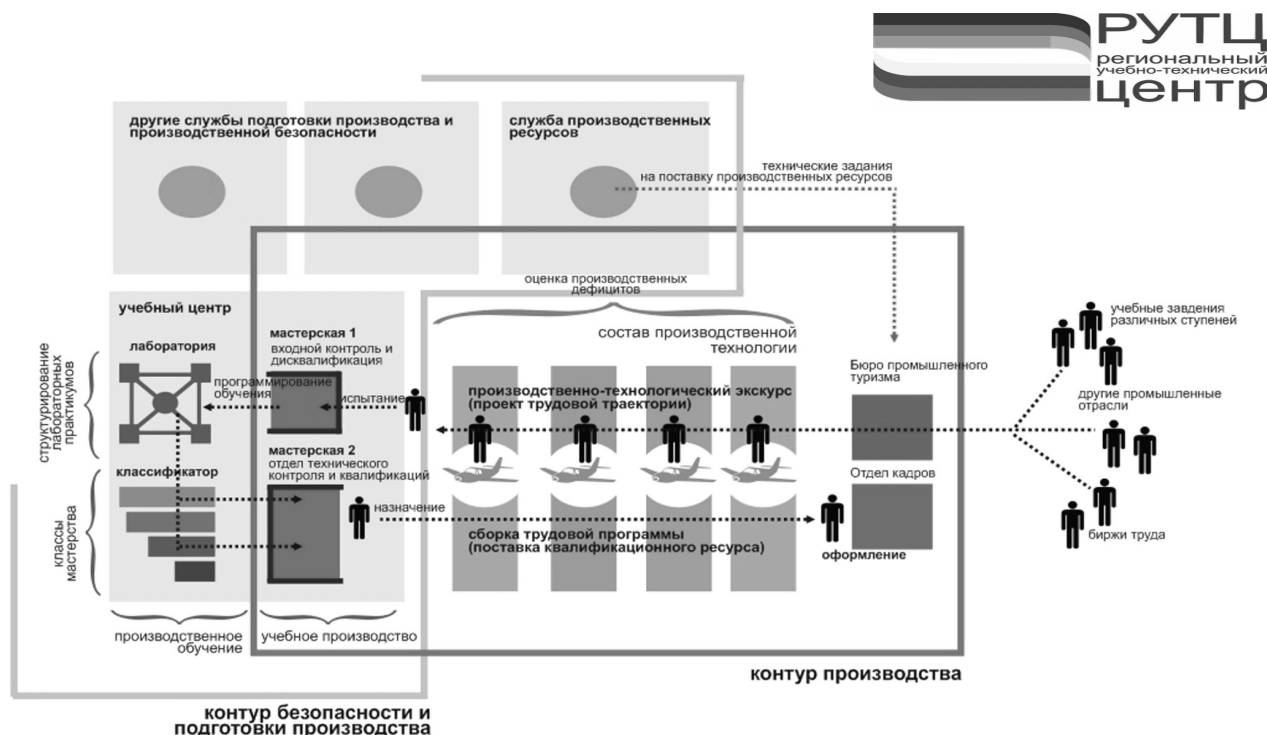 РУТЦ
региональный
учебно-технический
центр
другие службы подготовки производства и
производственной безопасности
служба производственных
ресурсов
технические задания
на поставку производственных ресурсов
оценка производственных
дефицитов
учебный центр
лаборатория
мастерская 1
входной контроль и
дисквалификация
состав производственной
технологии
учебные завдения
различных ступеней
Бюро промышленного
туризма
структурирование
лабораторных
практикумов
программирование
обучения
испытание
производственно-технологический экскурс
(проект трудовой траектории)
другие промышленные
отрасли
классификатор
мастерская 2
отдел технического
контроля и квалификаций
Отдел кадров
классы
мастерства
назначение
сборка трудовой программы
(поставка квалификационного ресурса)
оформление
биржи труда
производственное
обучение
учебное производство
контур производства
контур безопасности и
подготовки производства